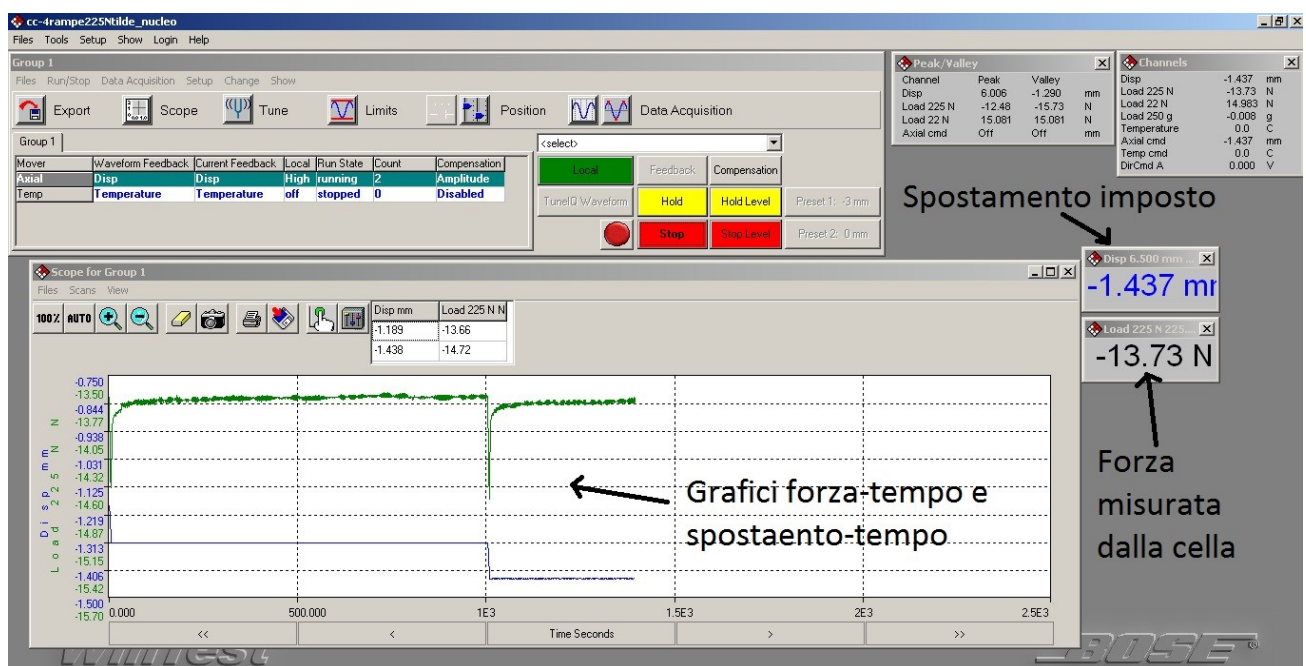 cc-4rampe225Ntilde_nucleo
Files Tools Setup Show Login Help
Group 1
Files Run/Stop Data Acquisition Setup Change Show
Export Scope Tune Limits Position Data Acquisition
Group 1
Mover Waveform Feedback Current Feedback Local Run State Count Compensation
Axial Disp Disp High running 2 Amplitude
Temp Temperature Temperature off stopped 0 Disabled
<select>
Local Feedback Compensation
TuneIQ Waveform Hold Hold Level Preset 1: -3 mm
Stop Stop Level Preset 2: 0 mm
Peak/Valley
Channel Peak Valley
Disp 6.006 -1.290 mm
Load 225 N -12.48 -15.73 N
Load 22 N 15.081 15.081 N
Axial cmd Off Off mm
Channels
Disp -1.437 mm
Load 225 N -13.73 N
Load 22 N 14.983 N
Load 250 g -0.008 g
Temperature 0.0 C
Axial cmd -1.437 mm
Temp cmd 0.0 C
DirCmd A 0.000 V
Spostamento imposto
Disp 6.500 mm ...
-1.437 mm
Load 225 N 225....
-13.73 N
Forza
misurata
dalla cella
Scope for Group 1
Files Scans View
100% AUTO
Disp mm Load 225 N N
-1.189 -13.66
-1.438 -14.72
Disp mm
Load 225 N N
-0.750
-13.50
-0.844
-13.77
-0.938
-14.05
-1.031
-14.32
-1.125
-14.60
-1.219
-14.87
-1.313
-15.15
-1.406
-15.42
-1.500
-15.70
0.000 500.000 1E3 1.5E3 2E3 2.5E3
<< < Time Seconds > >>
Grafici forza-tempo e
spostaento-tempo
WinTest
BOSE